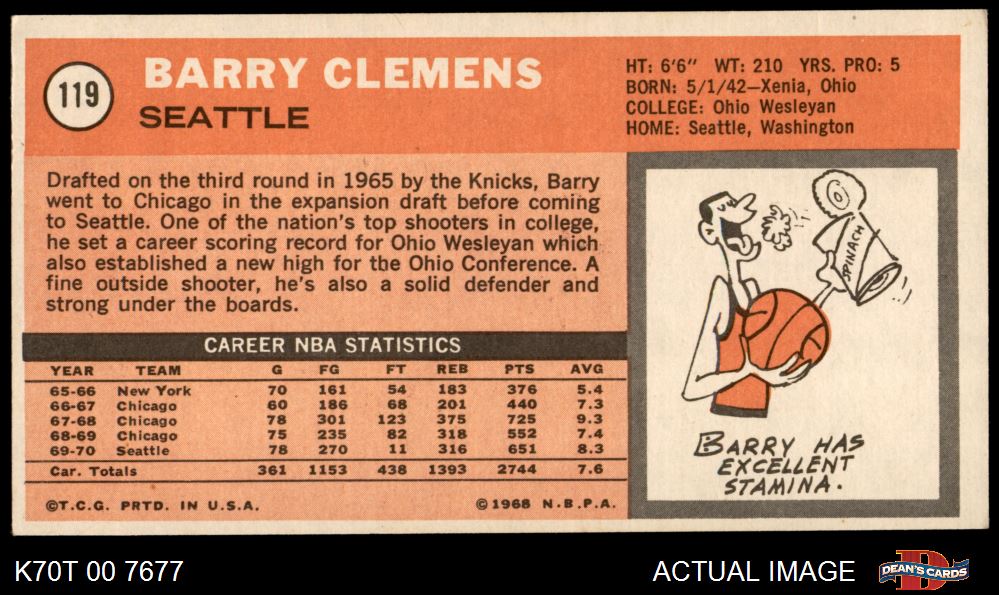 119
BARRY CLEMENS
SEATTLE
HT: 6'6" WT: 210 YRS. PRO: 5
BORN: 5/1/42—Xenia, Ohio
COLLEGE: Ohio Wesleyan
HOME: Seattle, Washington
Drafted on the third round in 1965 by the Knicks, Barry
went to Chicago in the expansion draft before coming
to Seattle. One of the nation's top shooters in college,
he set a career scoring record for Ohio Wesleyan which
also established a new high for the Ohio Conference. A
fine outside shooter, he's also a solid defender and
strong under the boards.
SPINACH
BARRY HAS
EXCELLENT
STAMINA.
CAREER NBA STATISTICS
YEAR TEAM G FG FT REB PTS AVG
65-66 New York 70 161 54 183 376 5.4
66-67 Chicago 60 186 68 201 440 7.3
67-68 Chicago 78 301 123 375 725 9.3
68-69 Chicago 75 235 82 318 552 7.4
69-70 Seattle 78 270 11 316 651 8.3
Car. Totals 361 1153 438 1393 2744 7.6
©T.C.G. PRTD. IN U.S.A. ©1968 N.B.P.A.
K70T 00 7677
ACTUAL IMAGE
D
DEAN'S CARDS